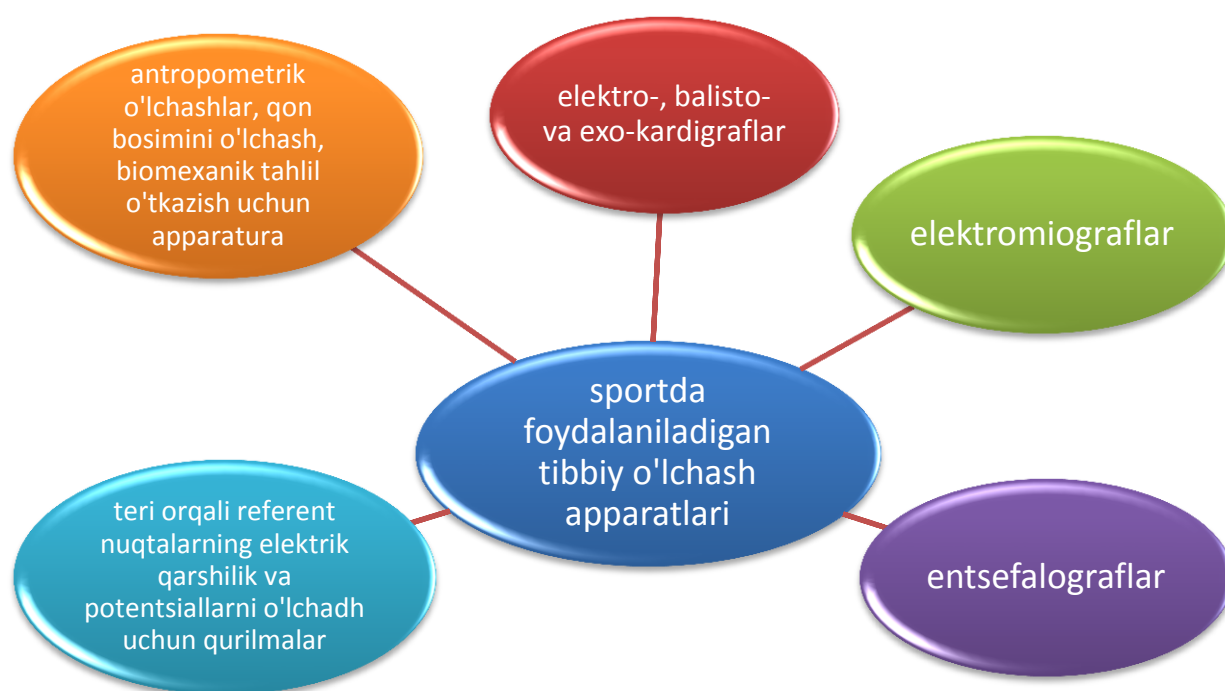 antropometrik
o'lchashlar, qon
bosimini o'lchash,
biomexanik tahlil
o'tkazish uchun
apparatura
elektro-, balisto-
va exo-kardigraflar
elektromiograflar
sportda
foydalaniladigan
tibbiy o'lchash
apparatlari
teri orqali referent
nuqtalarning elektrik
qarshilik va
potentsiallarni o'lchadh
uchun qurilmalar
entsefalograflar